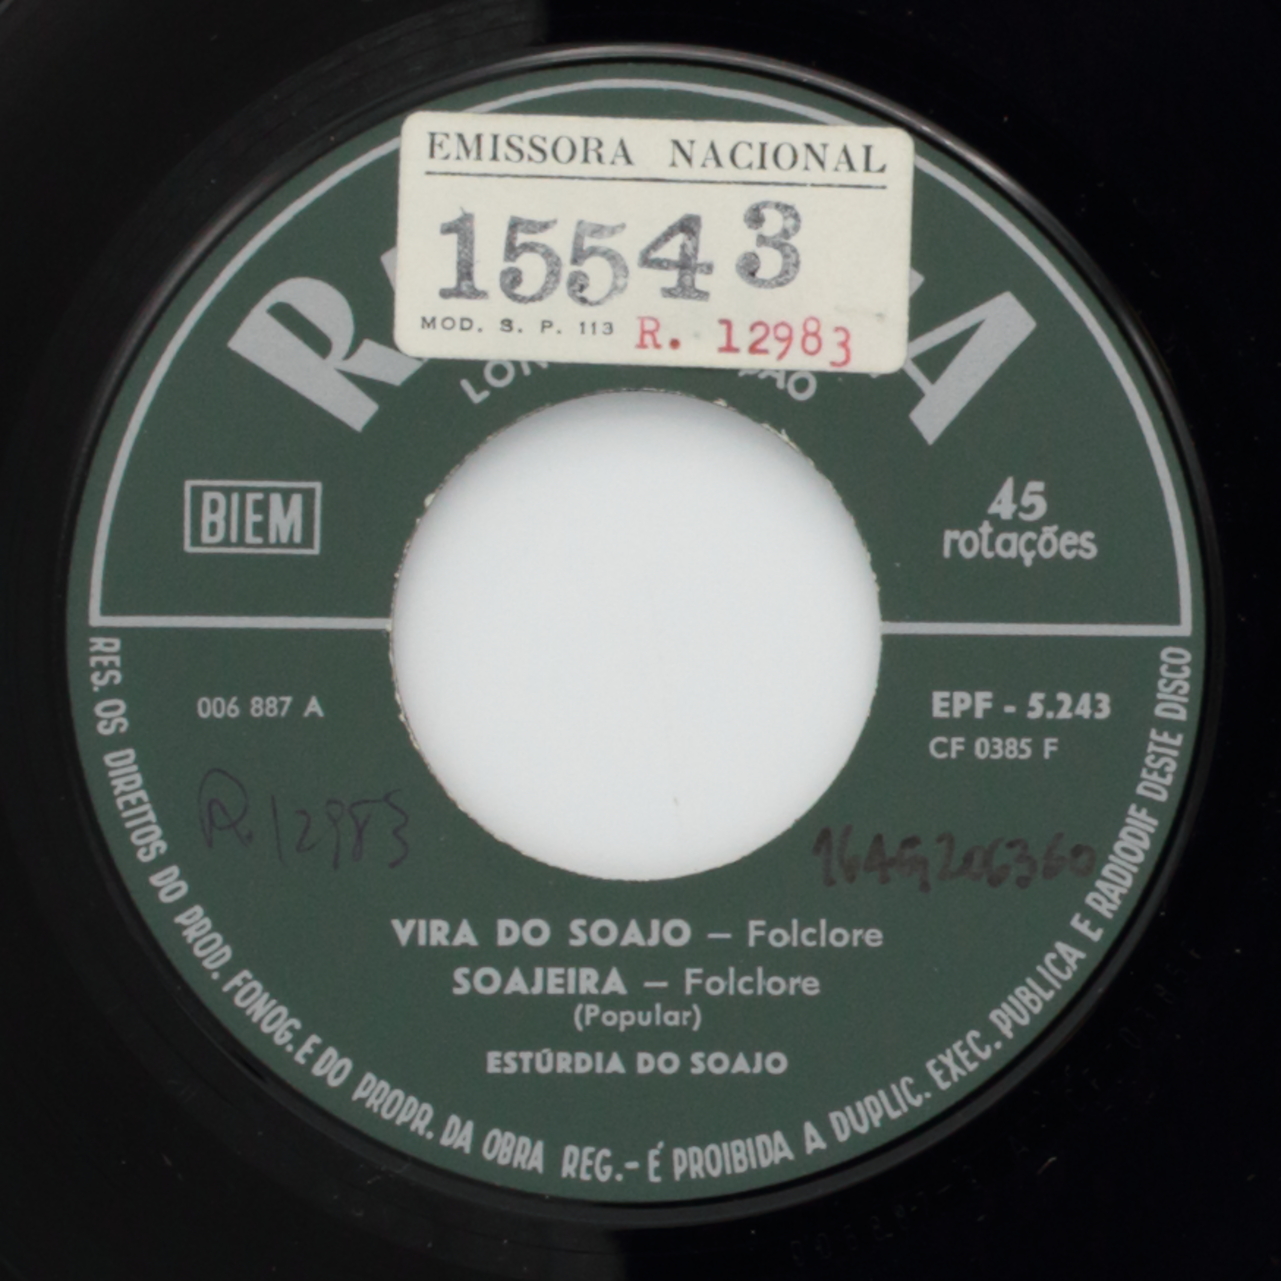 EMISSORA NACIONAL
15543
MOD. S. P. 113 R. 12983
BIEM
45
rotações
006 887 A
EPF - 5.243
CF 0385 F
R. 12983
VIRA DO SOAJO – Folclore
SOAJEIRA – Folclore
(Popular)
ESTÚRDIA DO SOAJO
RES. OS DIREITOS DO PROD. FONOG. E DO PROPR. DA OBRA REG.- É PROIBIDA A DUPLIC. EXEC. PUBLICA E RADIODIF DESTE DISCO